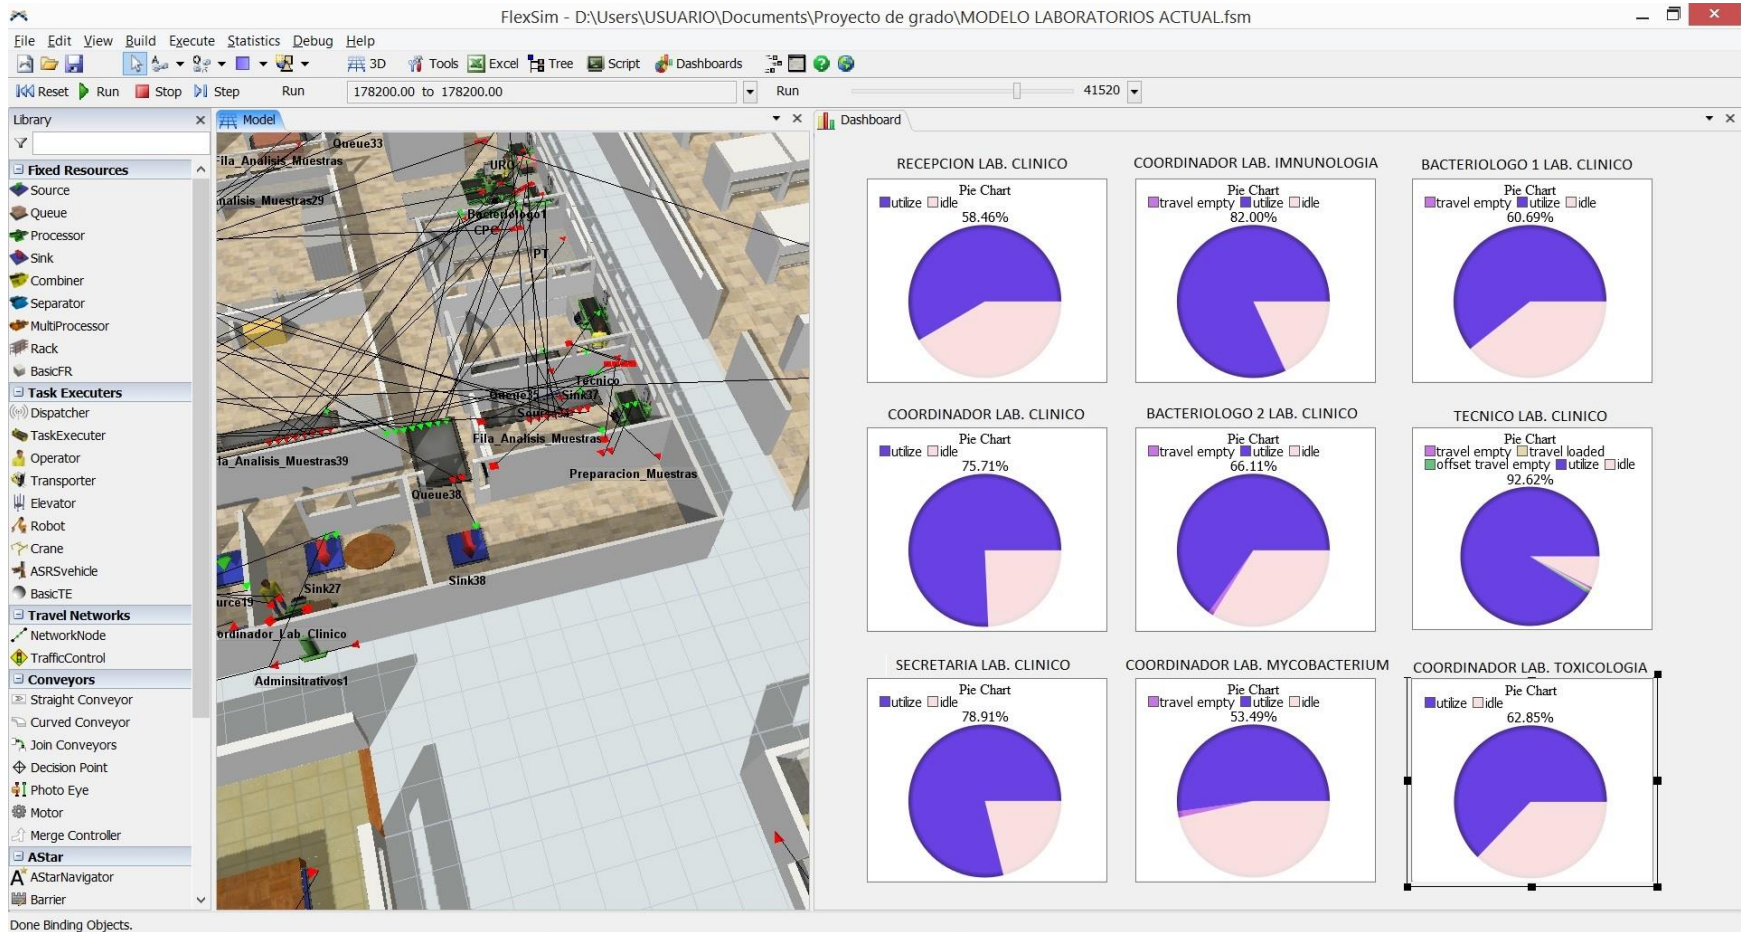 FlexSim - D:\Users\USUARIO\Documents\Proyecto de grado\MODELO LABORATORIOS ACTUAL.fsm
File Edit View Build Execute Statistics Debug Help
3D Tools Excel Tree Script Dashboards
Reset Run Stop Step Run 178200.00 to 178200.00 Run 41520
Library
Fixed Resources
Source
Queue
Processor
Sink
Combiner
Separator
MultiProcessor
Rack
BasicFR
Task Executers
Dispatcher
TaskExecuter
Operator
Transporter
Elevator
Robot
Crane
ASRSvehicle
BasicTE
Travel Networks
NetworkNode
TrafficControl
Conveyors
Straight Conveyor
Curved Conveyor
Join Conveyors
Decision Point
Photo Eye
Motor
Merge Controller
AStar
AStarNavigator
Barrier
Done Binding Objects.
Model
Queue33
Fila_Analisis_Muestras
URO
nalisis_Muestras29
Bacteriologo1
CPC
PT
Tecnico
Queue35 Sink37
Fila_Analisis_Muestras
la_Analisis_Muestras39
Preparacion_Muestras
Queue38
Sink38
Sink27
urce19
ordinador_Lab_Clinico
Adminsitrativos1
Dashboard
RECEPCION LAB. CLINICO
Pie Chart
utilize idle
58.46%
COORDINADOR LAB. IMNUNOLOGIA
Pie Chart
travel empty utilize idle
82.00%
BACTERIOLOGO 1 LAB. CLINICO
Pie Chart
travel empty utilize idle
60.69%
COORDINADOR LAB. CLINICO
Pie Chart
utilize idle
75.71%
BACTERIOLOGO 2 LAB. CLINICO
Pie Chart
travel empty utilize idle
66.11%
TECNICO LAB. CLINICO
Pie Chart
travel empty travel loaded
offset travel empty utilize idle
92.62%
SECRETARIA LAB. CLINICO
Pie Chart
utilize idle
78.91%
COORDINADOR LAB. MYCOBACTERIUM
Pie Chart
travel empty utilize idle
53.49%
COORDINADOR LAB. TOXICOLOGIA
Pie Chart
utilize idle
62.85%